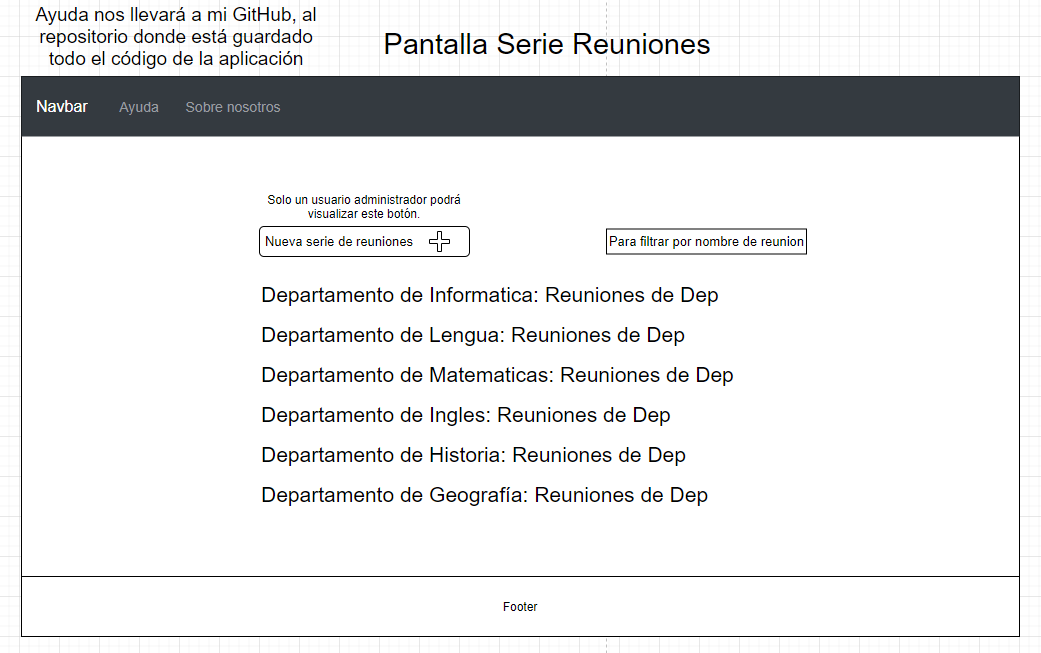 Ayuda nos llevará a mi GitHub, al
repositorio donde está guardado
todo el código de la aplicación
Pantalla Serie Reuniones
Navbar Ayuda Sobre nosotros
Solo un usuario administrador podrá
visualizar este botón.
Nueva serie de reuniones
Para filtrar por nombre de reunion
Departamento de Informatica: Reuniones de Dep
Departamento de Lengua: Reuniones de Dep
Departamento de Matematicas: Reuniones de Dep
Departamento de Ingles: Reuniones de Dep
Departamento de Historia: Reuniones de Dep
Departamento de Geografía: Reuniones de Dep
Footer